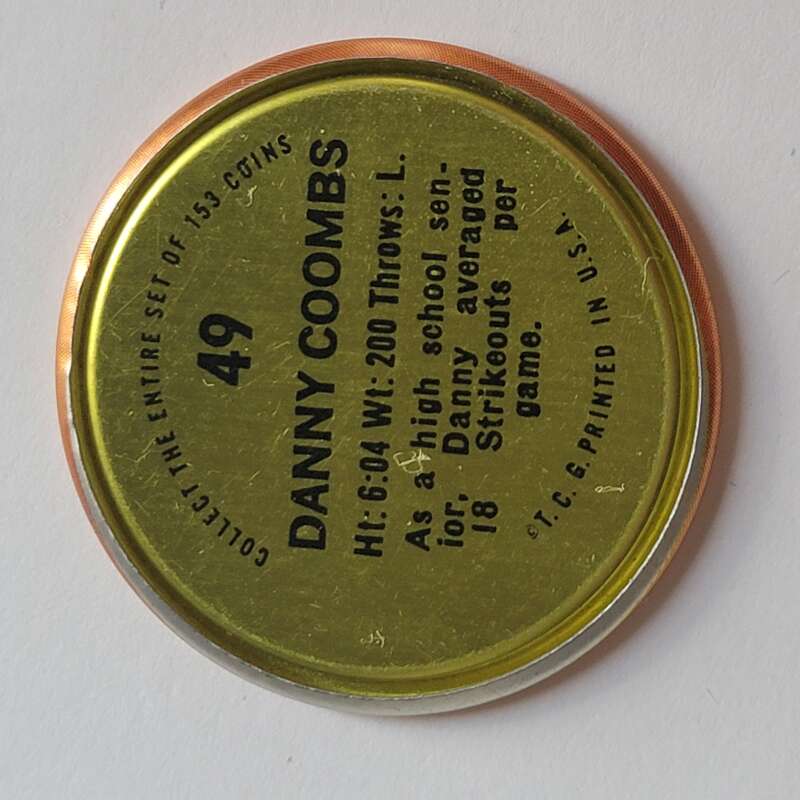 COLLECT THE ENTIRE SET OF 153 COINS
49
DANNY COOMBS
Ht: 6:04 Wt: 200 Throws: L.
As a high school sen-
ior, Danny averaged
18 Strikeouts per
game.
©T. C. G. PRINTED IN U.S.A.